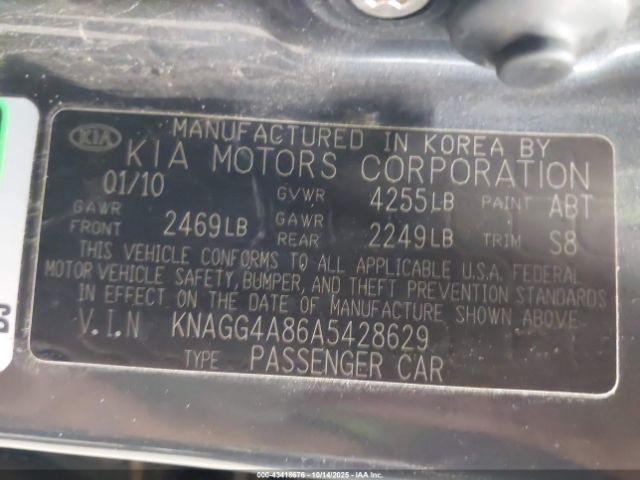 KIA
MANUFACTURED IN KOREA BY
KIA MOTORS CORPORATION
01/10 GVWR 4255LB PAINT ABT
GAWR FRONT 2469LB GAWR REAR 2249LB TRIM S8
THIS VEHICLE CONFORMS TO ALL APPLICABLE U.S.A. FEDERAL
MOTOR VEHICLE SAFETY, BUMPER, AND THEFT PREVENTION STANDARDS
IN EFFECT ON THE DATE OF MANUFACTURE SHOWN ABOVE.
V.I.N KNAGG4A86A5428629
TYPE PASSENGER CAR
000-43418676 - 10/14/2025 - IAAI.com. Inc.